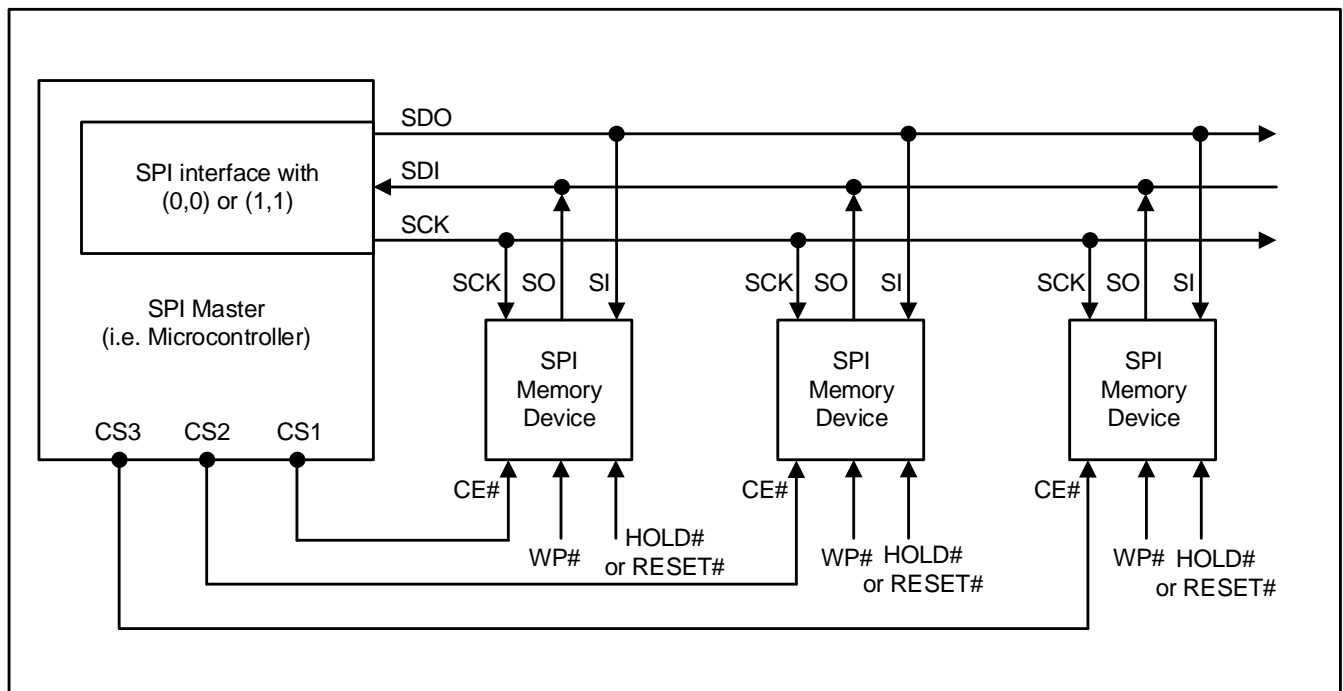 SDO
SPI interface with
(0,0) or (1,1)
SDI
SCK
SPI Master
(i.e. Microcontroller)
SCK SO SI
SCK SO SI
SCK SO SI
SPI
Memory
Device
SPI
Memory
Device
SPI
Memory
Device
CS3 CS2 CS1
CE#
WP#
HOLD#
or RESET#
CE#
WP#
HOLD#
or RESET#
CE#
WP#
HOLD#
or RESET#